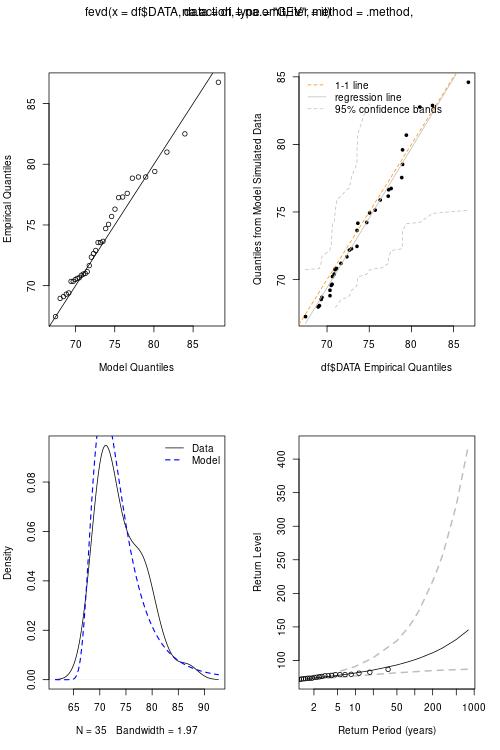 fevd(x = df$DATA, method = .method,
85
80
75
70
Empirical Quantiles
70 75 80 85
Model Quantiles
1-1 line
regression line
95% confidence bands
85
80
75
70
Quantiles from Model Simulated Data
70 75 80 85
df$DATA Empirical Quantiles
Data
Model
0.08
0.06
0.04
0.02
0.00
Density
65 70 75 80 85 90
N = 35 Bandwidth = 1.97
400
350
300
250
200
150
100
Return Level
2 5 10 50 200 1000
Return Period (years)